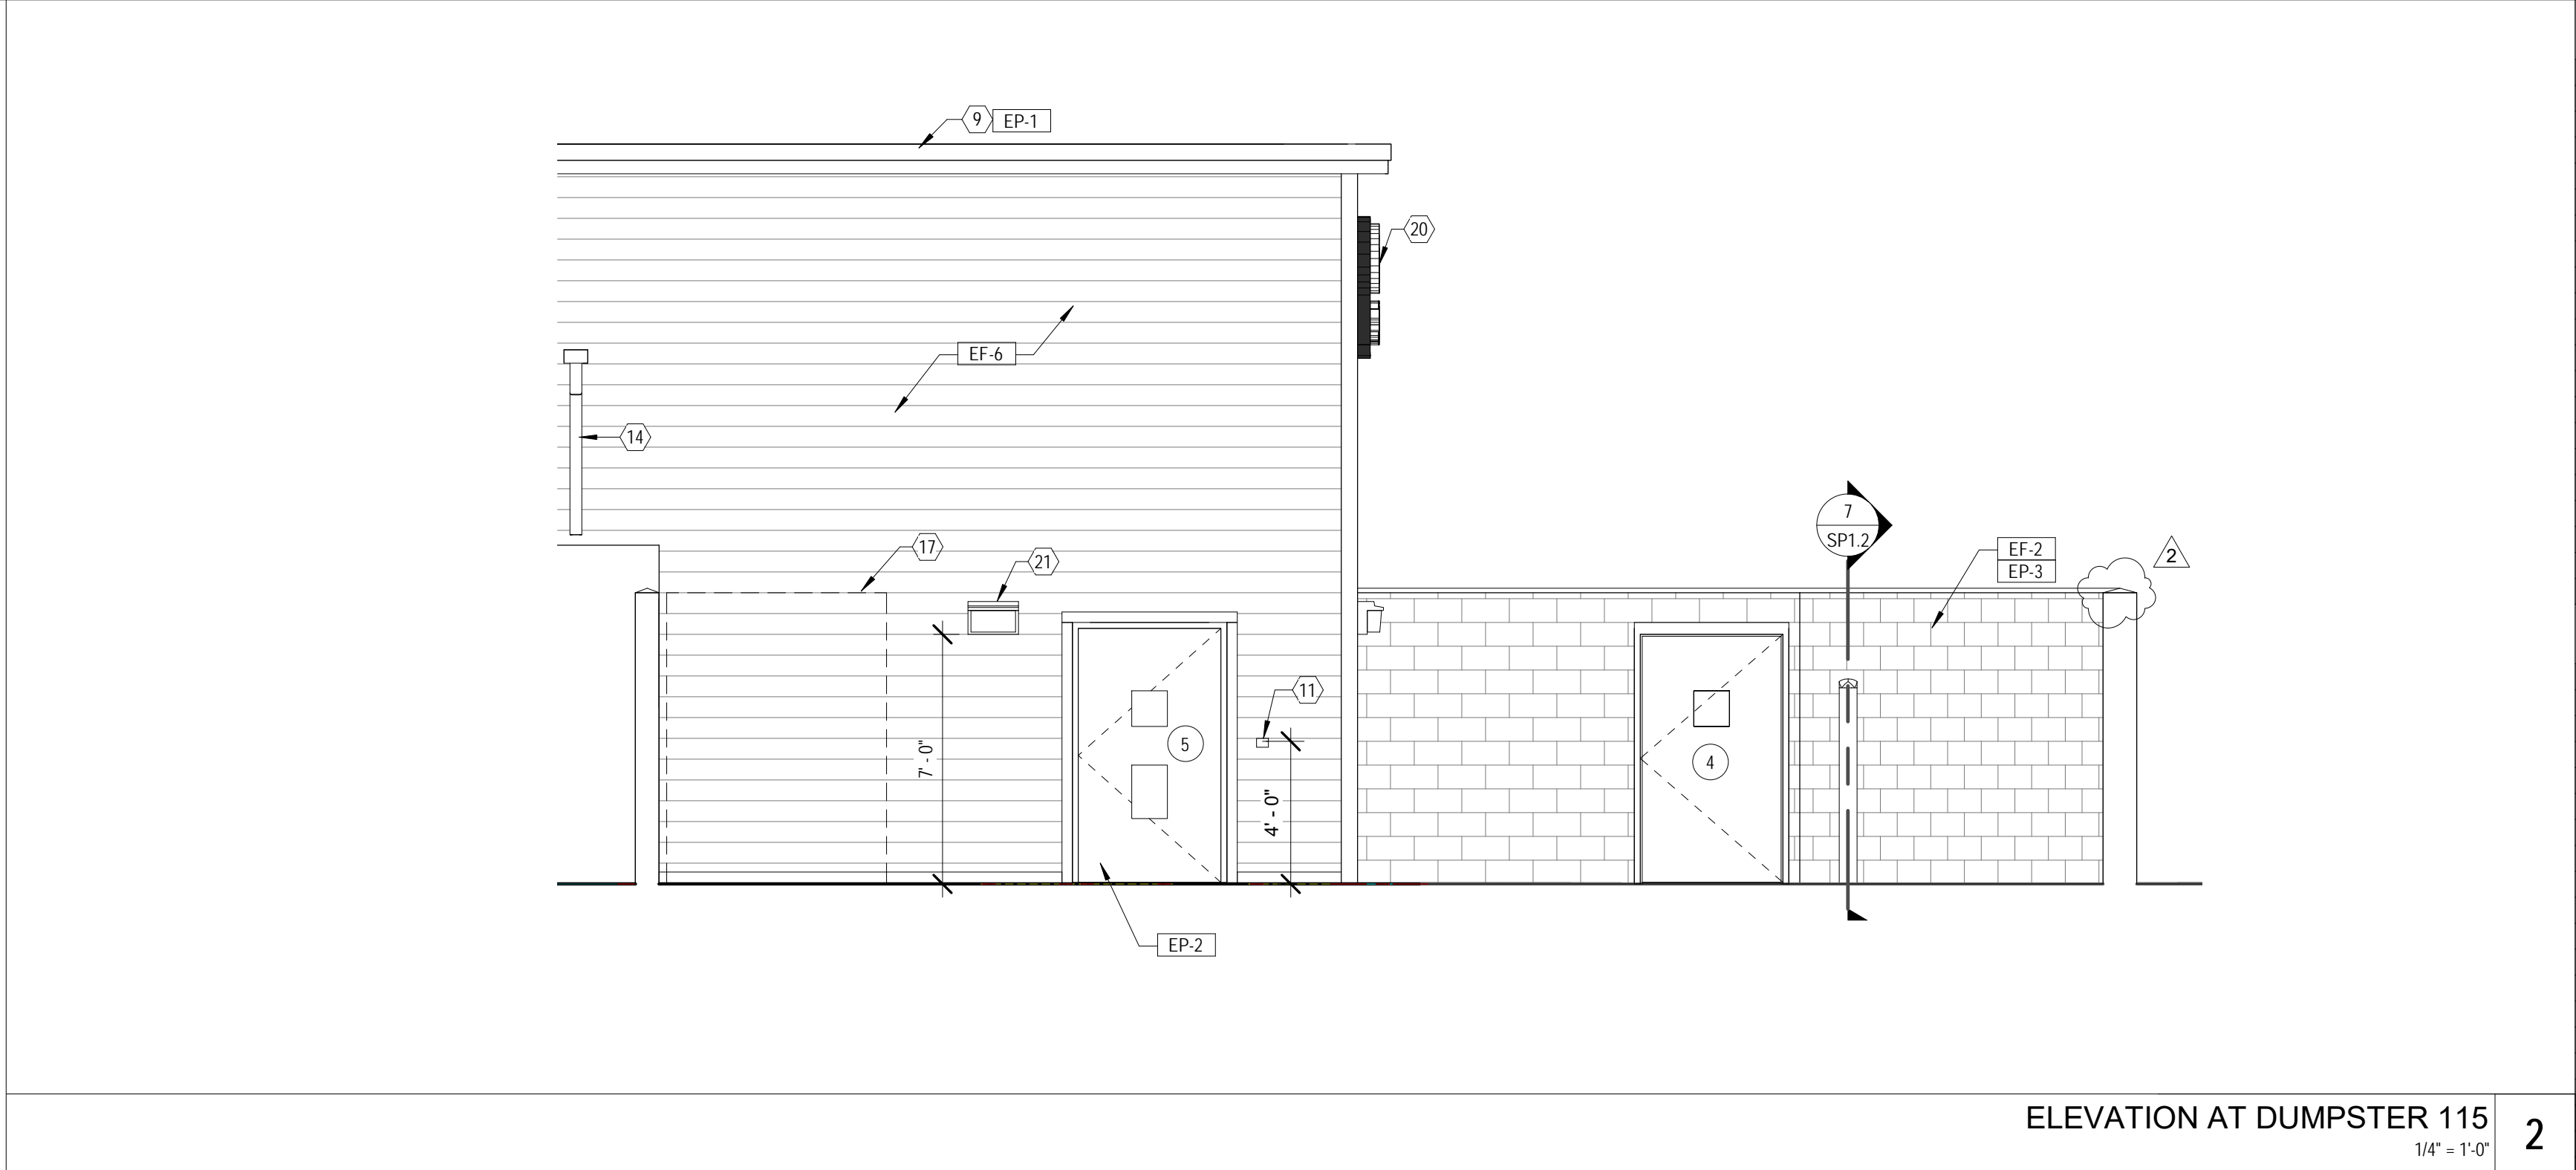 9 EP-1
20
EF-6
14
7
SP1.2
17
21
EF-2
EP-3
2
11
5
4
7' - 0"
4' - 0"
EP-2
ELEVATION AT DUMPSTER 115
1/4" = 1'-0"
2